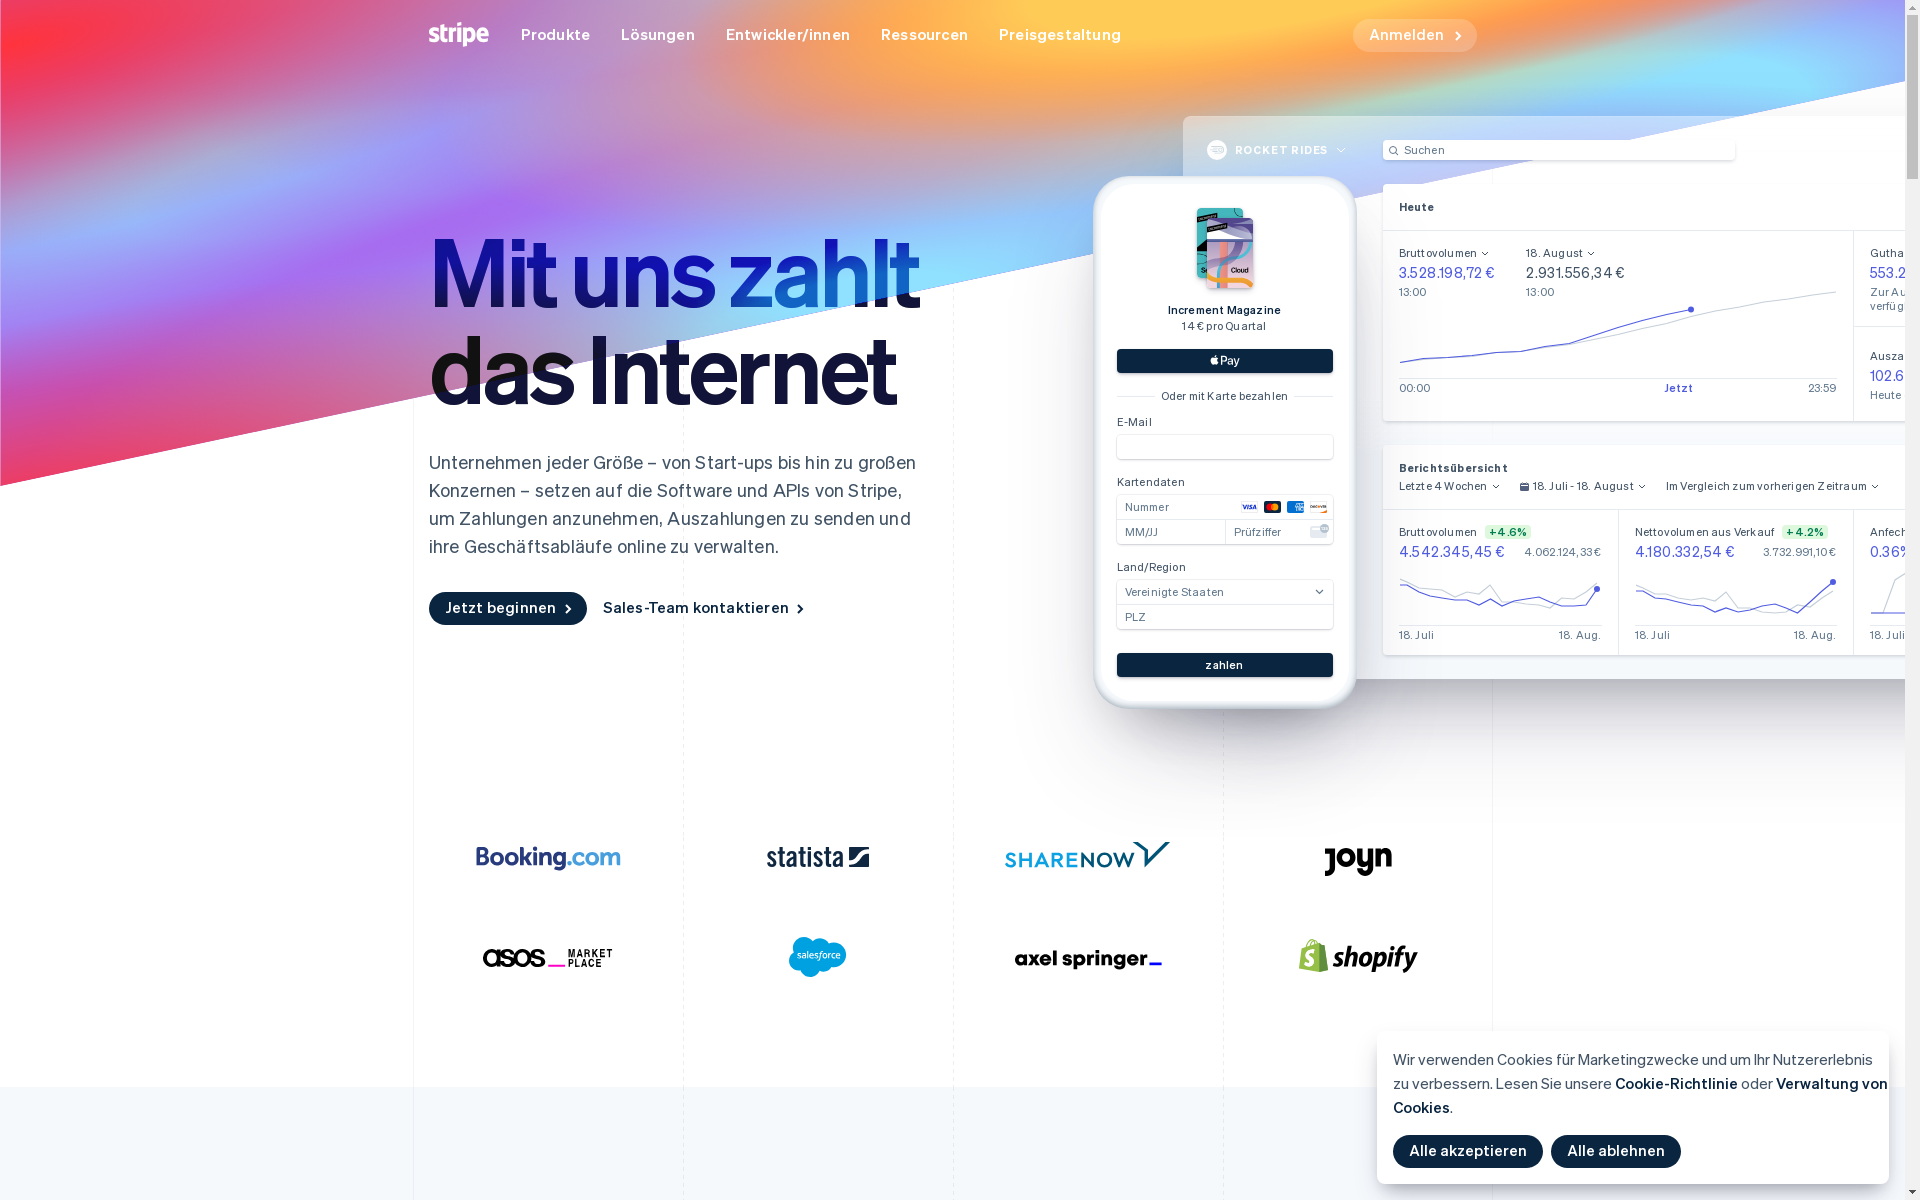 stripe
Produkte
Lösungen
Entwickler/innen
Ressourcen
Preisgestaltung
Anmelden
Mit uns zahlt
das Internet
Unternehmen jeder Größe – von Start-ups bis hin zu großen
Konzernen – setzen auf die Software und APIs von Stripe,
um Zahlungen anzunehmen, Auszahlungen zu senden und
ihre Geschäftsabläufe online zu verwalten.
Jetzt beginnen
Sales-Team kontaktieren
Increment Magazine
14 € pro Quartal
Pay
Oder mit Karte bezahlen
E-Mail
Kartendaten
Nummer
VISA
MM/JJ
Prüfziffer
Land/Region
Vereinigte Staaten
PLZ
zahlen
ROCKET RIDES
Suchen
Heute
Bruttovolumen
18. August
3.528.198,72 €
2.931.556,34 €
13:00
13:00
00:00
Jetzt
23:59
Gutha
553.2
Zur Au
verfüg
Ausza
102.6
Heute
Berichtsübersicht
Letzte 4 Wochen
18. Juli - 18. August
Im Vergleich zum vorherigen Zeitraum
Bruttovolumen +4.6%
4.542.345,45 €
4.062.124,33 €
18. Juli
18. Aug.
Nettovolumen aus Verkauf +4.2%
4.180.332,54 €
3.732.991,10 €
18. Juli
18. Aug.
Anfech
0.36%
18. Juli
Booking.com
statista
SHARE NOW
joyn
asos MARKET
PLACE
salesforce
axel springer
shopify
Wir verwenden Cookies für Marketingzwecke und um Ihr Nutzererlebnis
zu verbessern. Lesen Sie unsere Cookie-Richtlinie oder Verwaltung von
Cookies.
Alle akzeptieren
Alle ablehnen